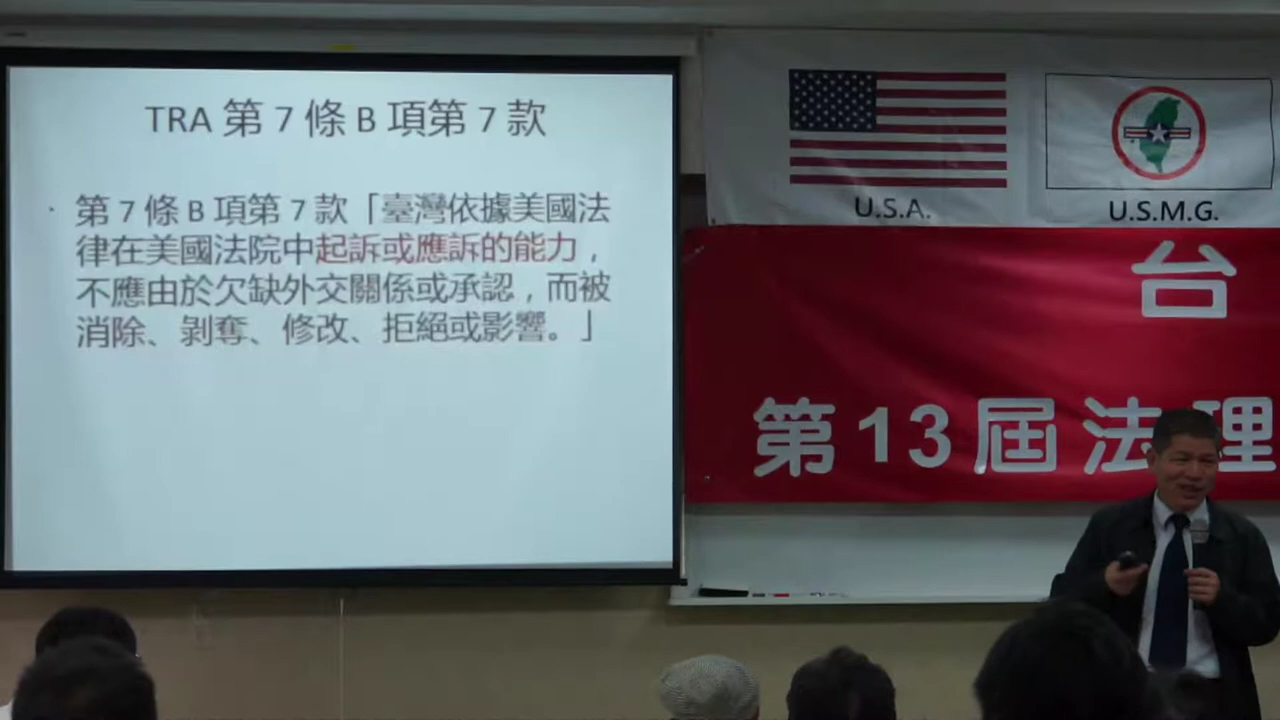 TRA 第 7 條 B 項第 7 款
· 第 7 條 B 項第 7 款「臺灣依據美國法
律在美國法院中起訴或應訴的能力，
不應由於欠缺外交關係或承認，而被
消除、剝奪、修改、拒絕或影響。」
U.S.A.
U.S.M.G.
台
第13屆法理